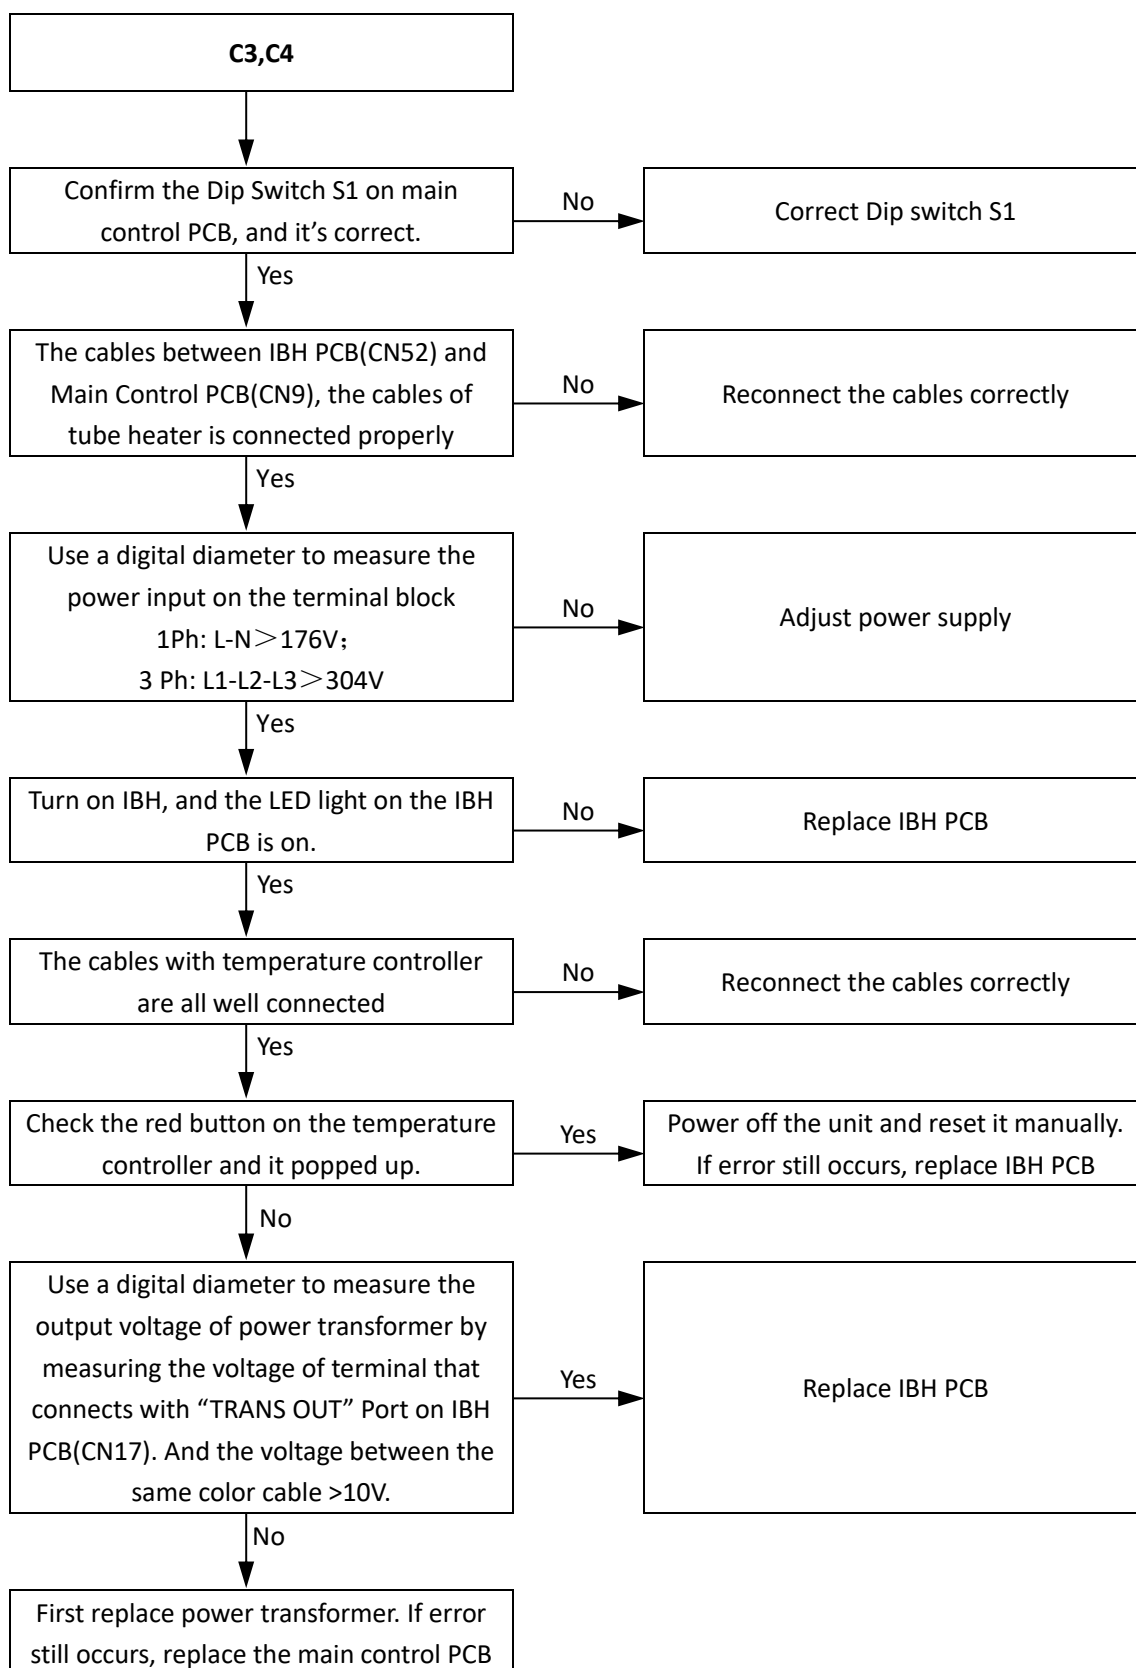 C3,C4
Confirm the Dip Switch S1 on main
control PCB, and it's correct.
No
Correct Dip switch S1
Yes
The cables between IBH PCB(CN52) and
Main Control PCB(CN9), the cables of
tube heater is connected properly
No
Reconnect the cables correctly
Yes
Use a digital diameter to measure the
power input on the terminal block
1Ph: L-N＞176V；
3 Ph: L1-L2-L3＞304V
No
Adjust power supply
Yes
Turn on IBH, and the LED light on the IBH
PCB is on.
No
Replace IBH PCB
Yes
The cables with temperature controller
are all well connected
No
Reconnect the cables correctly
Yes
Check the red button on the temperature
controller and it popped up.
Yes
Power off the unit and reset it manually.
If error still occurs, replace IBH PCB
No
Use a digital diameter to measure the
output voltage of power transformer by
measuring the voltage of terminal that
connects with “TRANS OUT” Port on IBH
PCB(CN17). And the voltage between the
same color cable >10V.
Yes
Replace IBH PCB
No
First replace power transformer. If error
still occurs, replace the main control PCB